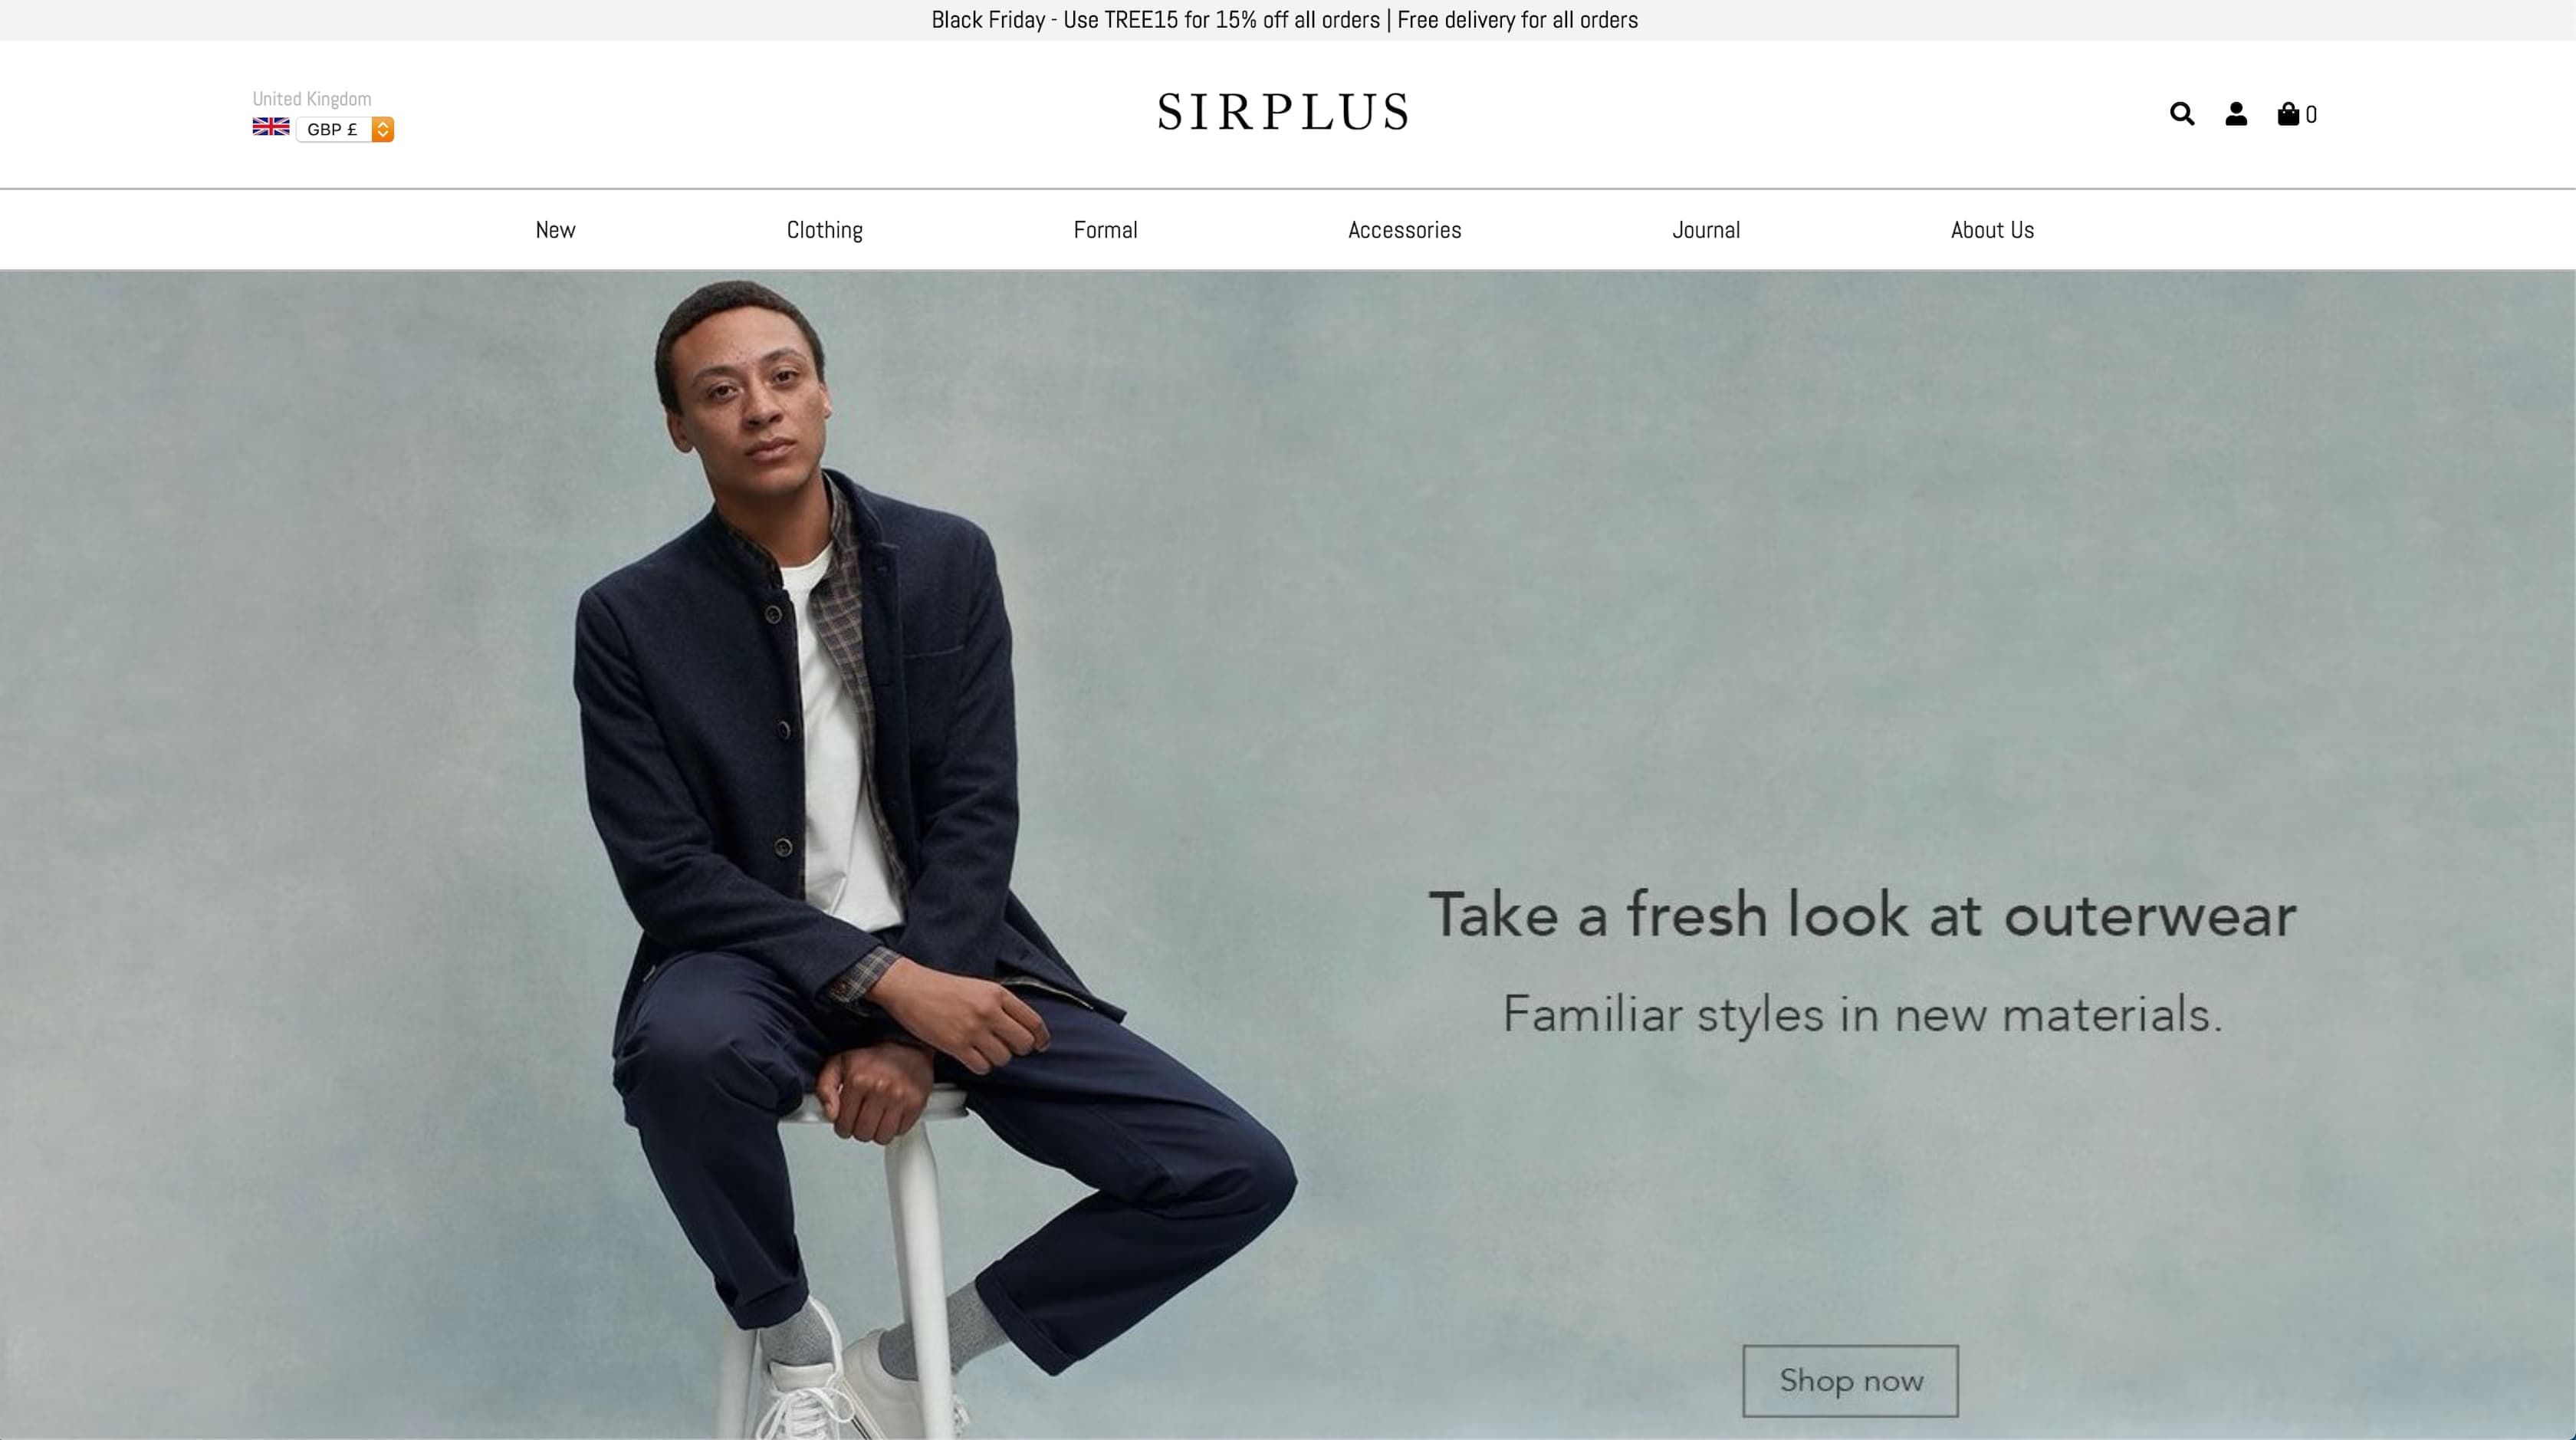 Black Friday - Use TREE15 for 15% off all orders | Free delivery for all orders
United Kingdom
GBP £
SIRPLUS
0
New
Clothing
Formal
Accessories
Journal
About Us
Take a fresh look at outerwear
Familiar styles in new materials.
Shop now